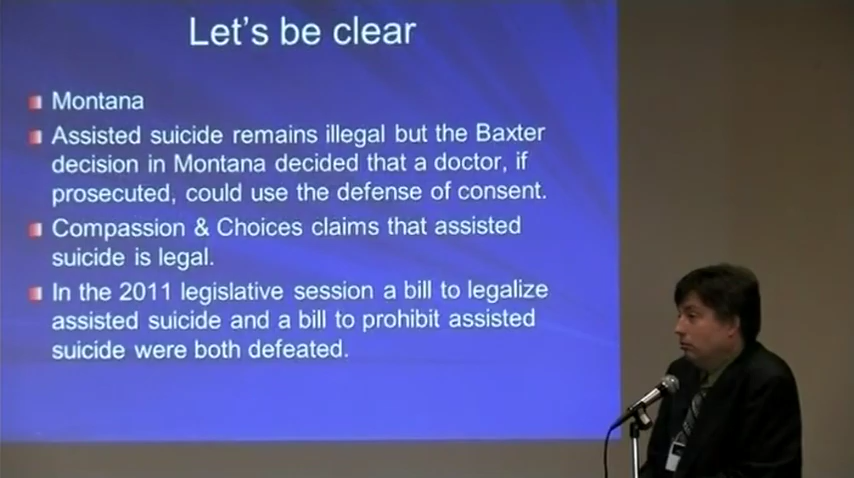 Let's be clear
Montana
Assisted suicide remains illegal but the Baxter
decision in Montana decided that a doctor, if
prosecuted, could use the defense of consent.
Compassion & Choices claims that assisted
suicide is legal.
In the 2011 legislative session a bill to legalize
assisted suicide and a bill to prohibit assisted
suicide were both defeated.